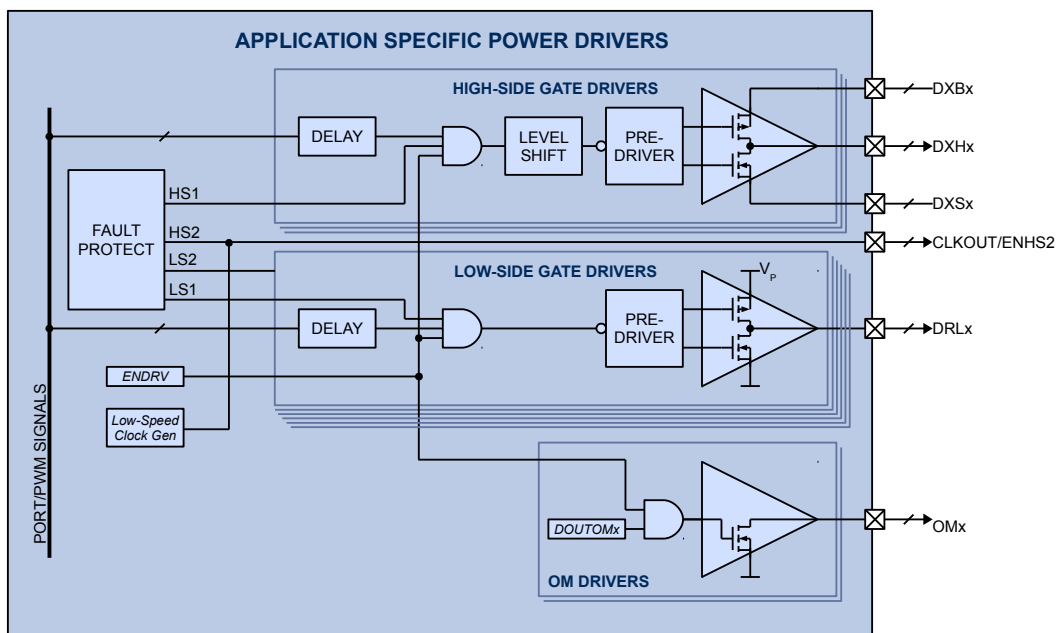 APPLICATION SPECIFIC POWER DRIVERS
HIGH-SIDE GATE DRIVERS
DXBx
DELAY
LEVEL
SHIFT
PRE-
DRIVER
DXHx
HS1
DXSx
FAULT
PROTECT
HS2
CLKOUT/ENHS2
LS2
LOW-SIDE GATE DRIVERS
VP
LS1
DELAY
PRE-
DRIVER
DRLx
ENDRV
Low-Speed
Clock Gen
PORT/PWM SIGNALS
DOUTOMx
OMx
OM DRIVERS